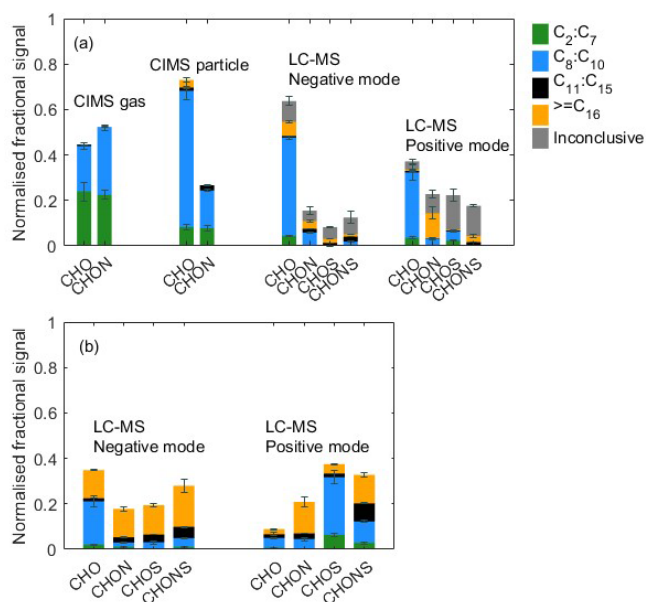 (a)
CIMS gas
CIMS particle
LC-MS
Negative mode
LC-MS
Positive mode
Normalised fractional signal
1
0.8
0.6
0.4
0.2
0
CHO
CHON
CHO
CHON
CHO
CHON
CHOS
CHONS
CHO
CHON
CHOS
CHONS
C₂:C₇
C₈:C₁₀
C₁₁:C₁₅
>=C₁₆
Inconclusive
(b)
LC-MS
Negative mode
LC-MS
Positive mode
Normalised fractional signal
1
0.8
0.6
0.4
0.2
0
CHO
CHON
CHOS
CHONS
CHO
CHON
CHOS
CHONS